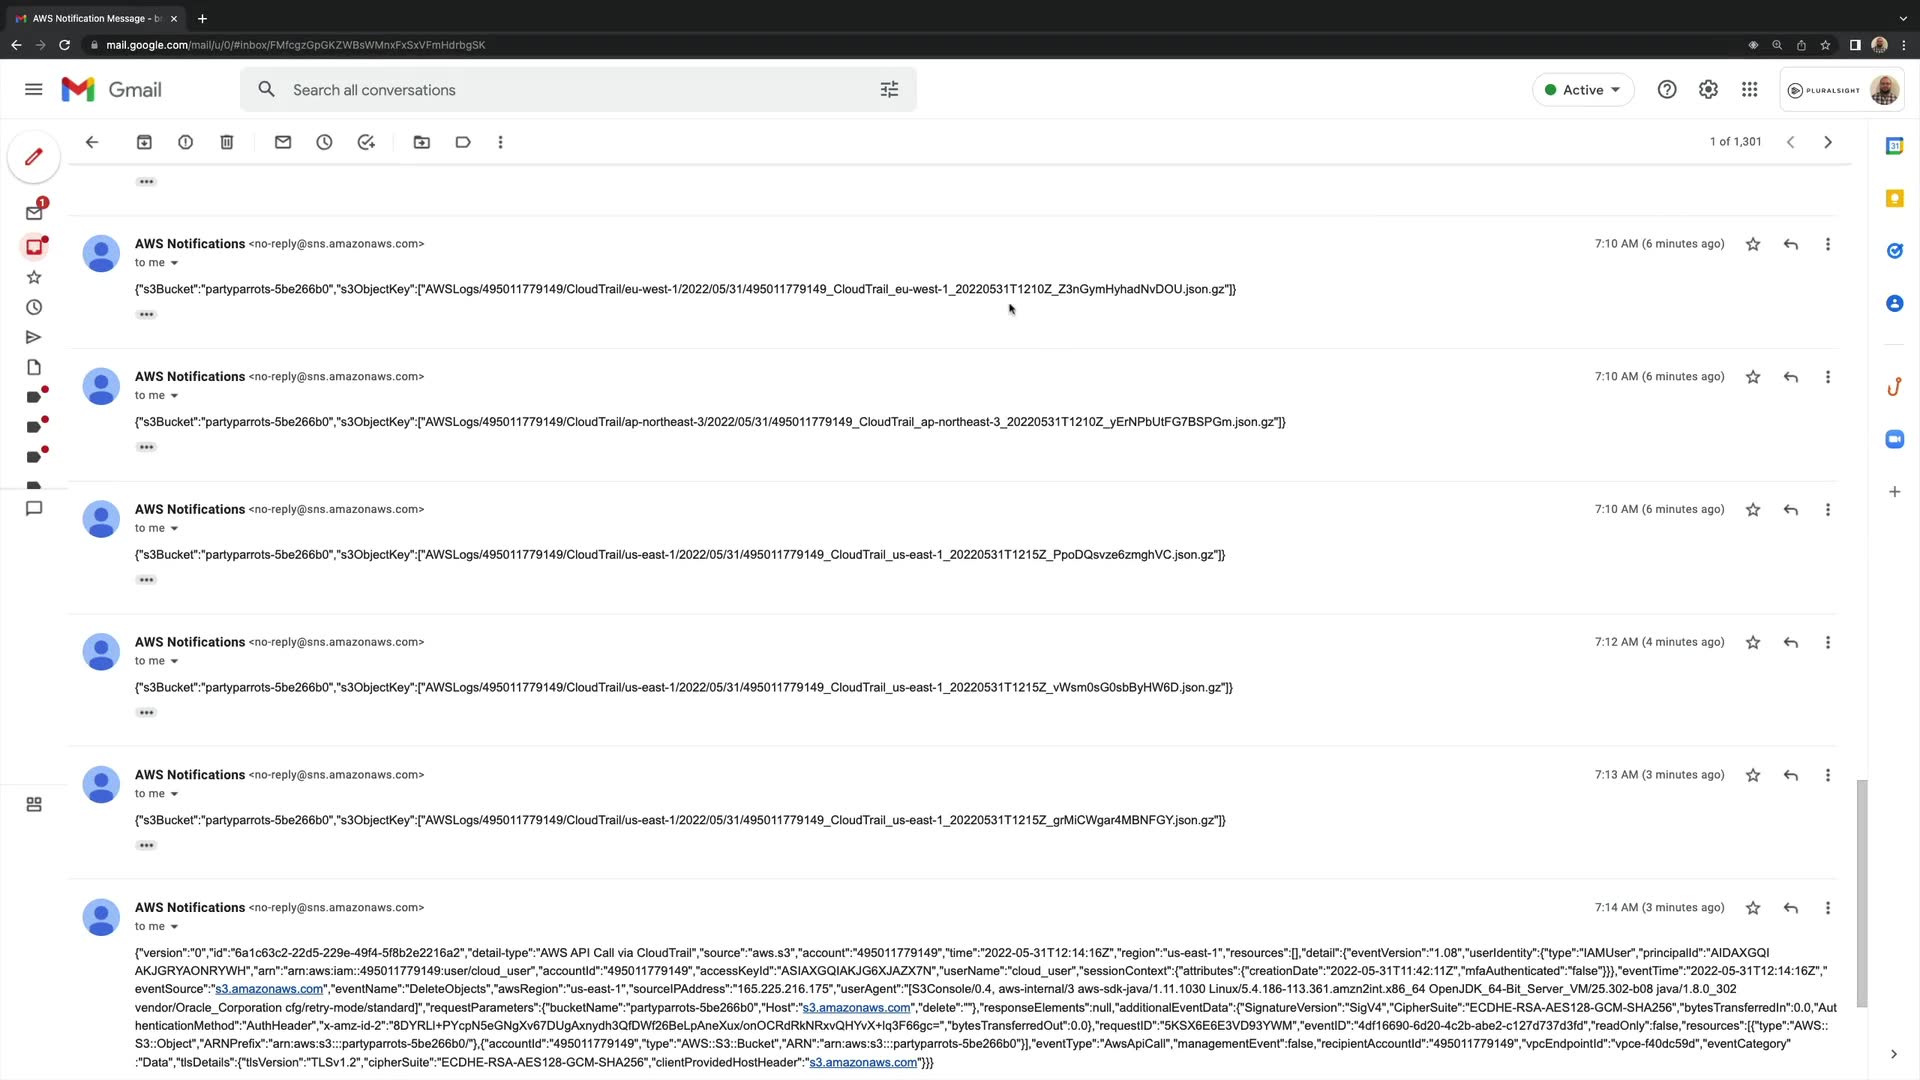 AWS Notification Message - b
mail.google.com/mail/u/0/#inbox/FMfcgzGpGKZWBsWMnxFxSxVFmHdrbgSK
Gmail
Search all conversations
Active
PLURALSIGHT
1 of 1,301
31
1
AWS Notifications <no-reply@sns.amazonaws.com>
7:10 AM (6 minutes ago)
to me
{"s3Bucket":"partyparrots-5be266b0","s3ObjectKey":["AWSLogs/495011779149/CloudTrail/eu-west-1/2022/05/31/495011779149_CloudTrail_eu-west-1_20220531T1210Z_Z3nGymHyhadNvDOU.json.gz"]}
AWS Notifications <no-reply@sns.amazonaws.com>
7:10 AM (6 minutes ago)
to me
{"s3Bucket":"partyparrots-5be266b0","s3ObjectKey":["AWSLogs/495011779149/CloudTrail/ap-northeast-3/2022/05/31/495011779149_CloudTrail_ap-northeast-3_20220531T1210Z_yErNPbUtFG7BSPGm.json.gz"]}
AWS Notifications <no-reply@sns.amazonaws.com>
7:10 AM (6 minutes ago)
to me
{"s3Bucket":"partyparrots-5be266b0","s3ObjectKey":["AWSLogs/495011779149/CloudTrail/us-east-1/2022/05/31/495011779149_CloudTrail_us-east-1_20220531T1215Z_PpoDQsvze6zmghVC.json.gz"]}
AWS Notifications <no-reply@sns.amazonaws.com>
7:12 AM (4 minutes ago)
to me
{"s3Bucket":"partyparrots-5be266b0","s3ObjectKey":["AWSLogs/495011779149/CloudTrail/us-east-1/2022/05/31/495011779149_CloudTrail_us-east-1_20220531T1215Z_vWsm0sG0sbByHW6D.json.gz"]}
AWS Notifications <no-reply@sns.amazonaws.com>
7:13 AM (3 minutes ago)
to me
{"s3Bucket":"partyparrots-5be266b0","s3ObjectKey":["AWSLogs/495011779149/CloudTrail/us-east-1/2022/05/31/495011779149_CloudTrail_us-east-1_20220531T1215Z_grMiCWgar4MBNFGY.json.gz"]}
AWS Notifications <no-reply@sns.amazonaws.com>
7:14 AM (3 minutes ago)
to me
{"version":"0","id":"6a1c63c2-22d5-229e-49f4-5f8b2e2216a2","detail-type":"AWS API Call via CloudTrail","source":"aws.s3","account":"495011779149","time":"2022-05-31T12:14:16Z","region":"us-east-1","resources":[],"detail":{"eventVersion":"1.08","userIdentity":{"type":"IAMUser","principalId":"AIDAXGQI
AKJGRYAONRYWH","arn":"arn:aws:iam::495011779149:user/cloud_user","accountId":"495011779149","accessKeyId":"ASIAXGQIAKJG6XJAZX7N","userName":"cloud_user","sessionContext":{"attributes":{"creationDate":"2022-05-31T11:42:11Z","mfaAuthenticated":"false"}}},"eventTime":"2022-05-31T12:14:16Z","
eventSource":"s3.amazonaws.com","eventName":"DeleteObjects","awsRegion":"us-east-1","sourceIPAddress":"165.225.216.175","userAgent":"[S3Console/0.4, aws-internal/3 aws-sdk-java/1.11.1030 Linux/5.4.186-113.361.amzn2int.x86_64 OpenJDK_64-Bit_Server_VM/25.302-b08 java/1.8.0_302
vendor/Oracle_Corporation cfg/retry-mode/standard]","requestParameters":{"bucketName":"partyparrots-5be266b0","Host":"s3.amazonaws.com","delete":""},"responseElements":null,"additionalEventData":{"SignatureVersion":"SigV4","CipherSuite":"ECDHE-RSA-AES128-GCM-SHA256","bytesTransferredIn":0.0,"Aut
henticationMethod":"AuthHeader","x-amz-id-2":"8DYRLI+PYcpN5eGNgXv67DUgAxnydh3QfDWf26BeLpAneXux/onOCRdRkNRxvQHYvX+lq3F66gc=","bytesTransferredOut":0.0},"requestID":"5KSX6E6E3VD93YWM","eventID":"4df16690-6d20-4c2b-abe2-c127d737d3fd","readOnly":false,"resources":[{"type":"AWS::
S3::Object","ARNPrefix":"arn:aws:s3:::partyparrots-5be266b0/"},{"accountId":"495011779149","type":"AWS::S3::Bucket","ARN":"arn:aws:s3:::partyparrots-5be266b0"}],"eventType":"AwsApiCall","managementEvent":false,"recipientAccountId":"495011779149","vpcEndpointId":"vpce-f40dc59d","eventCategory"
:"Data","tlsDetails":{"tlsVersion":"TLSv1.2","cipherSuite":"ECDHE-RSA-AES128-GCM-SHA256","clientProvidedHostHeader":"s3.amazonaws.com"}}}